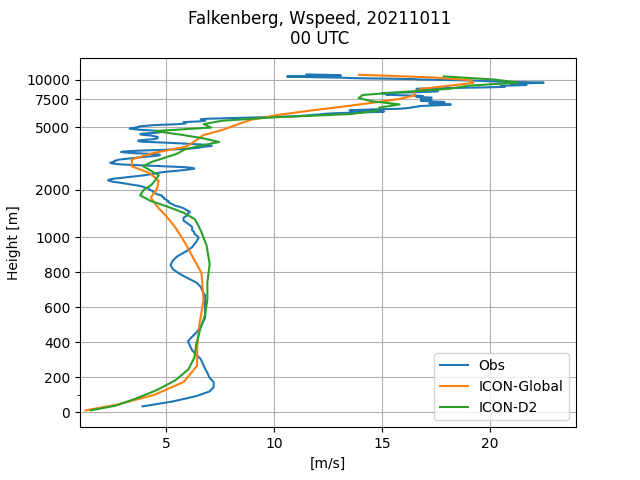 Falkenberg, Wspeed, 20211011
00 UTC
10000
7500
5000
2000
1000
800
600
400
200
0
Height [m]
5
10
15
20
[m/s]
Obs
ICON-Global
ICON-D2